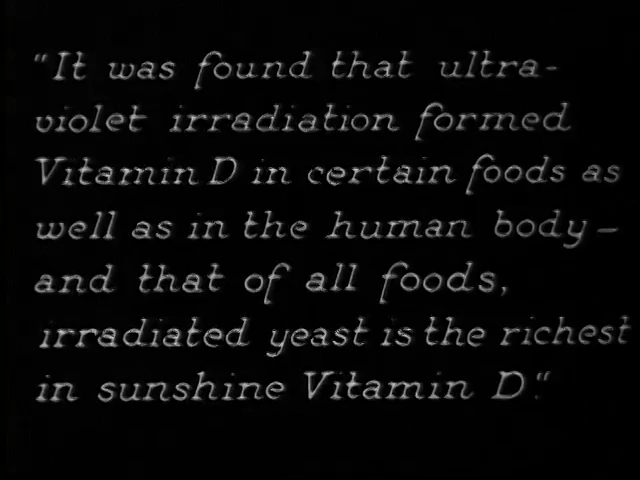 "It was found that ultra-
violet irradiation formed
Vitamin D in certain foods as
well as in the human body –
and that of all foods,
irradiated yeast is the richest
in sunshine Vitamin D."